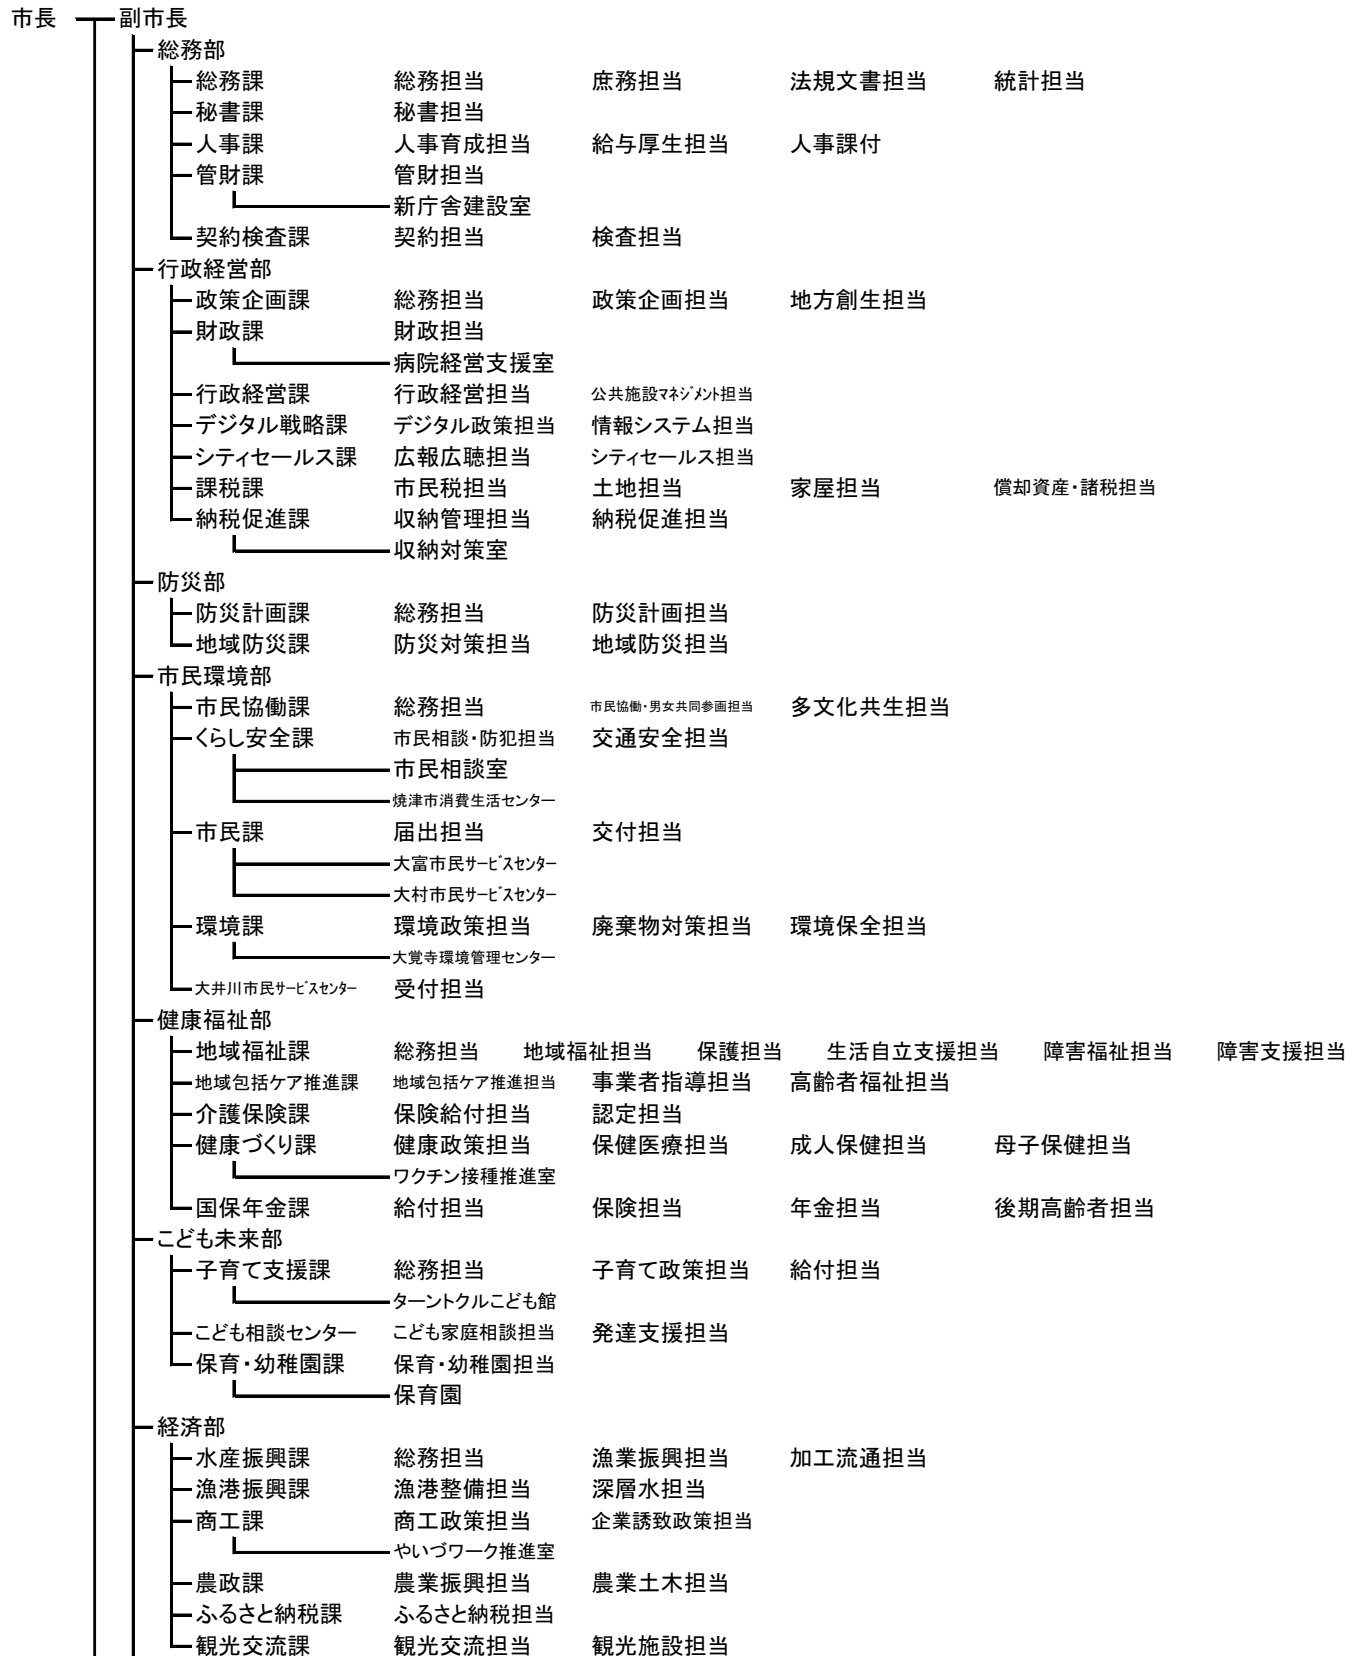 市長 副市長
総務部
総務課 総務担当 庶務担当 法規文書担当 統計担当
秘書課 秘書担当
人事課 人事育成担当 給与厚生担当 人事課付
管財課 管財担当
新庁舎建設室
契約検査課 契約担当 検査担当
行政経営部
政策企画課 総務担当 政策企画担当 地方創生担当
財政課 財政担当
病院経営支援室
行政経営課 行政経営担当 公共施設マネジメント担当
デジタル戦略課 デジタル政策担当 情報システム担当
シティセールス課 広報広聴担当 シティセールス担当
課税課 市民税担当 土地担当 家屋担当 償却資産・諸税担当
納税促進課 収納管理担当 納税促進担当
収納対策室
防災部
防災計画課 総務担当 防災計画担当
地域防災課 防災対策担当 地域防災担当
市民環境部
市民協働課 総務担当 市民協働・男女共同参画担当 多文化共生担当
くらし安全課 市民相談・防犯担当 交通安全担当
市民相談室
焼津市消費生活センター
市民課 届出担当 交付担当
大富市民サービスセンター
大村市民サービスセンター
環境課 環境政策担当 廃棄物対策担当 環境保全担当
大覚寺環境管理センター
大井川市民サービスセンター 受付担当
健康福祉部
地域福祉課 総務担当 地域福祉担当 保護担当 生活自立支援担当 障害福祉担当 障害支援担当
地域包括ケア推進課 地域包括ケア推進担当 事業者指導担当 高齢者福祉担当
介護保険課 保険給付担当 認定担当
健康づくり課 健康政策担当 保健医療担当 成人保健担当 母子保健担当
ワクチン接種推進室
国保年金課 給付担当 保険担当 年金担当 後期高齢者担当
こども未来部
子育て支援課 総務担当 子育て政策担当 給付担当
ターントクルこども館
こども相談センター こども家庭相談担当 発達支援担当
保育・幼稚園課 保育・幼稚園担当
保育園
経済部
水産振興課 総務担当 漁業振興担当 加工流通担当
漁港振興課 漁港整備担当 深層水担当
商工課 商工政策担当 企業誘致政策担当
やいづワーク推進室
農政課 農業振興担当 農業土木担当
ふるさと納税課 ふるさと納税担当
観光交流課 観光交流担当 観光施設担当